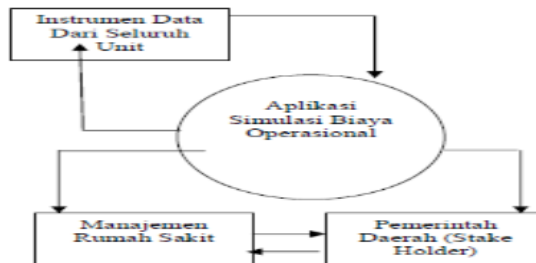 Instrumen Data
Dari Seluruh
Unit
Aplikasi
Simulasi Biaya
Operasional
Manajemen
Rumah Sakit
Pemerintah
Daerah (Stake
Holder)